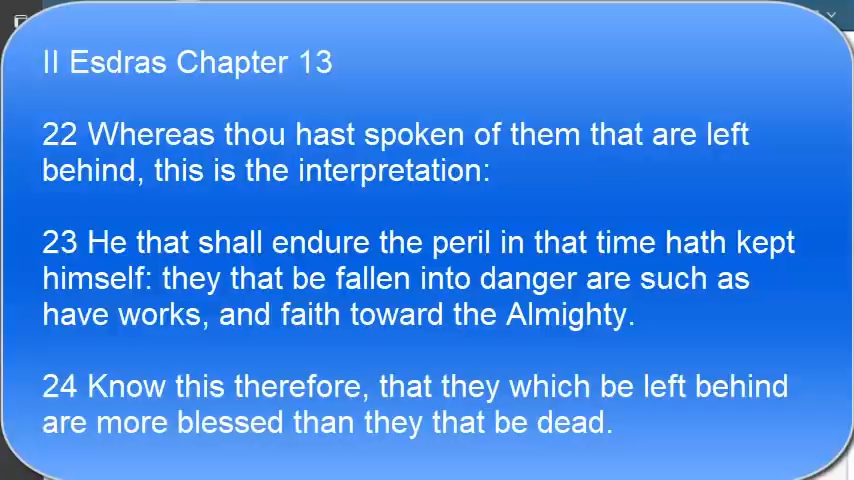 II Esdras Chapter 13
22 Whereas thou hast spoken of them that are left
behind, this is the interpretation:
23 He that shall endure the peril in that time hath kept
himself: they that be fallen into danger are such as
have works, and faith toward the Almighty.
24 Know this therefore, that they which be left behind
are more blessed than they that be dead.